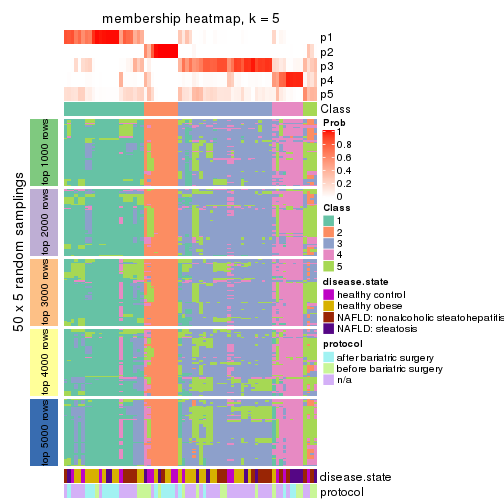 membership heatmap, k = 5
p1
p2
p3
p4
p5
Class
50 x 5 random samplings
top 1000 rows
top 2000 rows
top 3000 rows
top 4000 rows
top 5000 rows
disease.state
protocol
Prob
1
0.8
0.6
0.4
0.2
0
Class
1
2
3
4
5
disease.state
healthy control
healthy obese
NAFLD: nonalcoholic steatohepatitis
NAFLD: steatosis
protocol
after bariatric surgery
before bariatric surgery
n/a